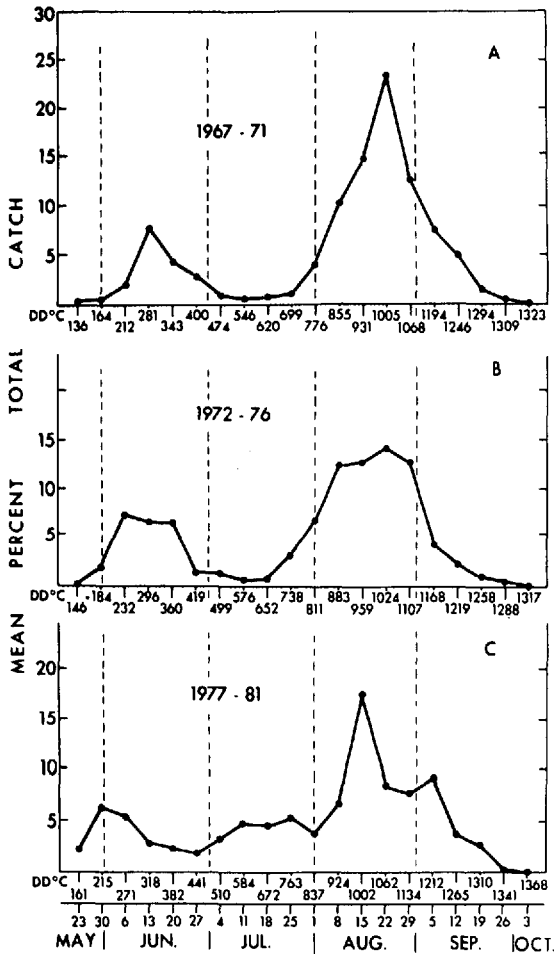 30
A
25
20
1967 - 71
15
10
5
DD°C 164 281 400 546 699 855 1005 1194 1294 1323
136 212 343 474 620 776 931 1068 1246 1309
B
1972 - 76
15
10
5
DD°C 184 296 419 576 738 883 1024 1168 1258 1317
146 232 360 499 652 811 959 1107 1219 1288
C
20
1977 - 81
15
10
5
DD°C 215 318 441 584 763 924 1062 1212 1310 1368
161 271 382 510 672 837 1002 1134 1265 1341
23 30 6 13 20 27 4 11 18 25 1 8 15 22 29 5 12 19 26 3
MAY JUN. JUL. AUG. SEP. OCT.
MEAN PERCENT TOTAL CATCH